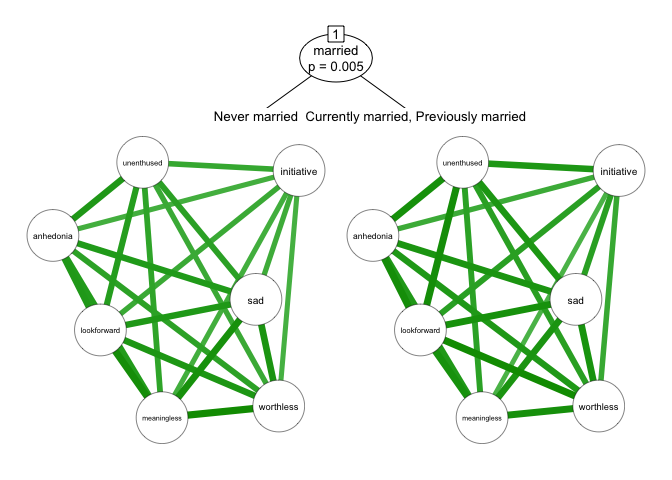 1
married
p = 0.005
Never married
Currently married, Previously married
unenthused
initiative
anhedonia
sad
lookforward
worthless
meaningless
unenthused
initiative
anhedonia
sad
lookforward
worthless
meaningless